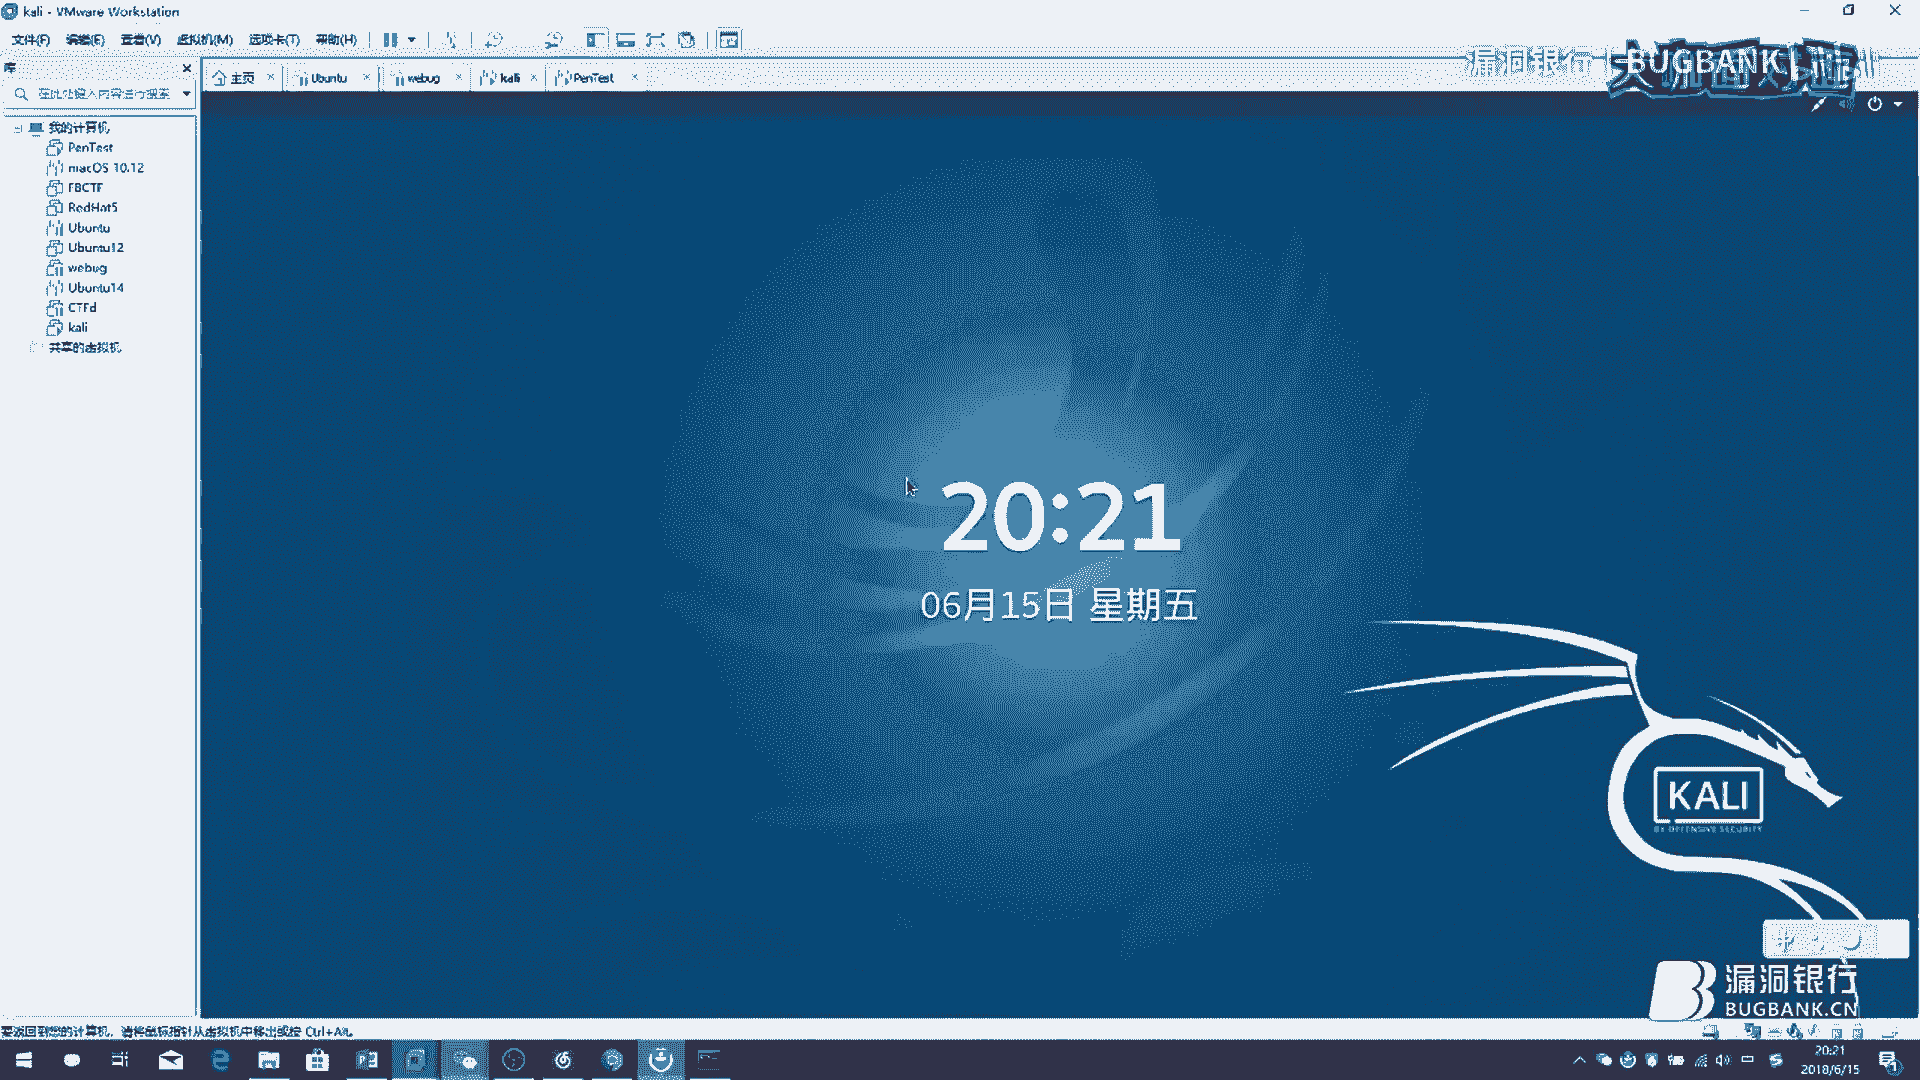 kali - VMware Workstation
文件(F) 编辑(E) 查看(V) 虚拟机(M) 选项卡(T) 帮助(H)
漏洞银行
BUGBANK
库
主页
Ubuntu
webug
kali
PenTest
在此处键入内容进行搜索
我的计算机
PenTest
macOS 10.12
FBCTF
RedHat5
Ubuntu
Ubuntu12
webug
Ubuntu14
CTFd
kali
共享的虚拟机
20:21
06月15日 星期五
KALI
BY OFFENSIVE SECURITY
中
漏洞银行
BUGBANK.CN
要返回到您的计算机，请将鼠标指针从虚拟机中移出或按 Ctrl+Alt。
20:21
2018/6/15